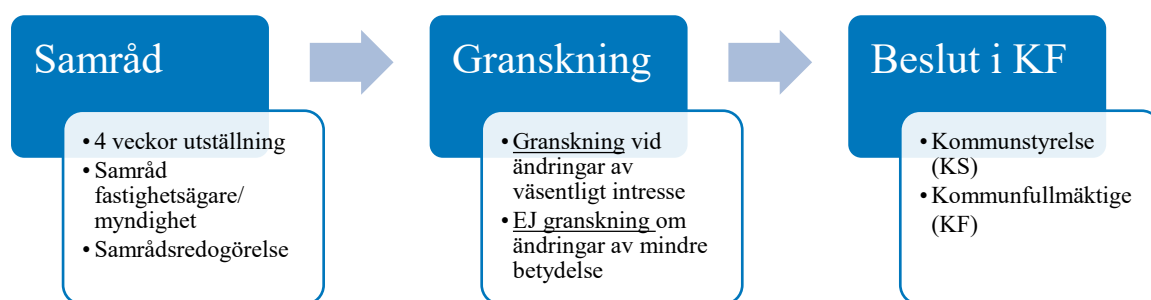 Samråd
• 4 veckor utställning
• Samråd
fastighetsägare/
myndighet
• Samrådsredogörelse
Granskning
• Granskning vid
ändringar av
väsentligt intresse
• EJ granskning om
ändringar av mindre
betydelse
Beslut i KF
• Kommunstyrelse
(KS)
• Kommunfullmäktige
(KF)